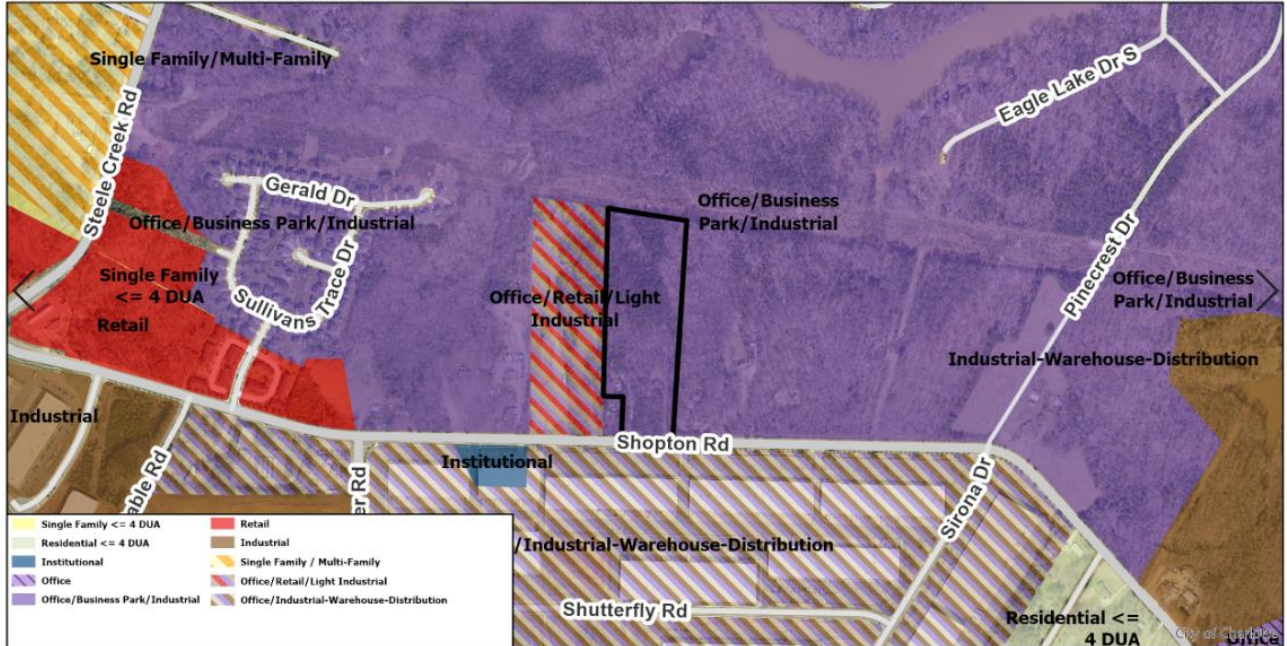 Single Family/Multi-Family
Steele Creek Rd
Eagle Lake Dr S
Gerald Dr
Office/Business Park/Industrial
Office/Business
Park/Industrial
Pinecrest Dr
Single Family
<= 4 DUA
Sullivans Trace Dr
Office/Retail/Light
Industrial
Office/Business
Park/Industrial
Retail
Industrial-Warehouse-Distribution
Industrial
Shopton Rd
Institutional
able Rd
er Rd
Sirona Dr
/Industrial-Warehouse-Distribution
Shutterfly Rd
Residential <=
4 DUA
City of Charlotte
Office
Single Family <= 4 DUA
Residential <= 4 DUA
Institutional
Office
Office/Business Park/Industrial
Retail
Industrial
Single Family / Multi-Family
Office/Retail/Light Industrial
Office/Industrial-Warehouse-Distribution